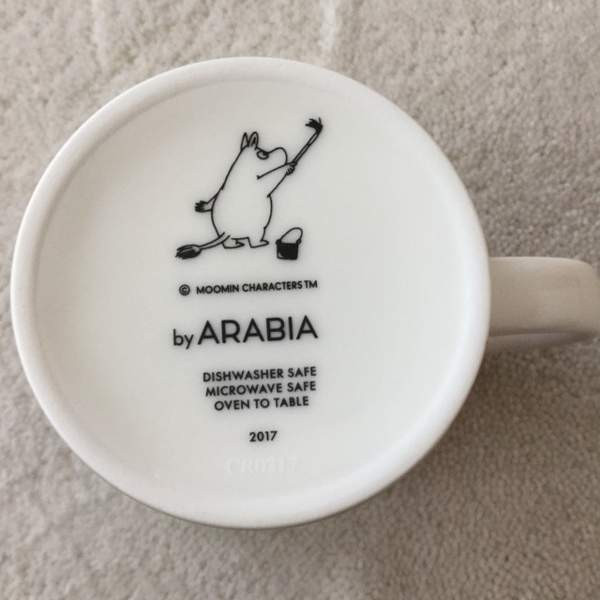 © MOOMIN CHARACTERS™
by ARABIA
DISHWASHER SAFE
MICROWAVE SAFE
OVEN TO TABLE
2017